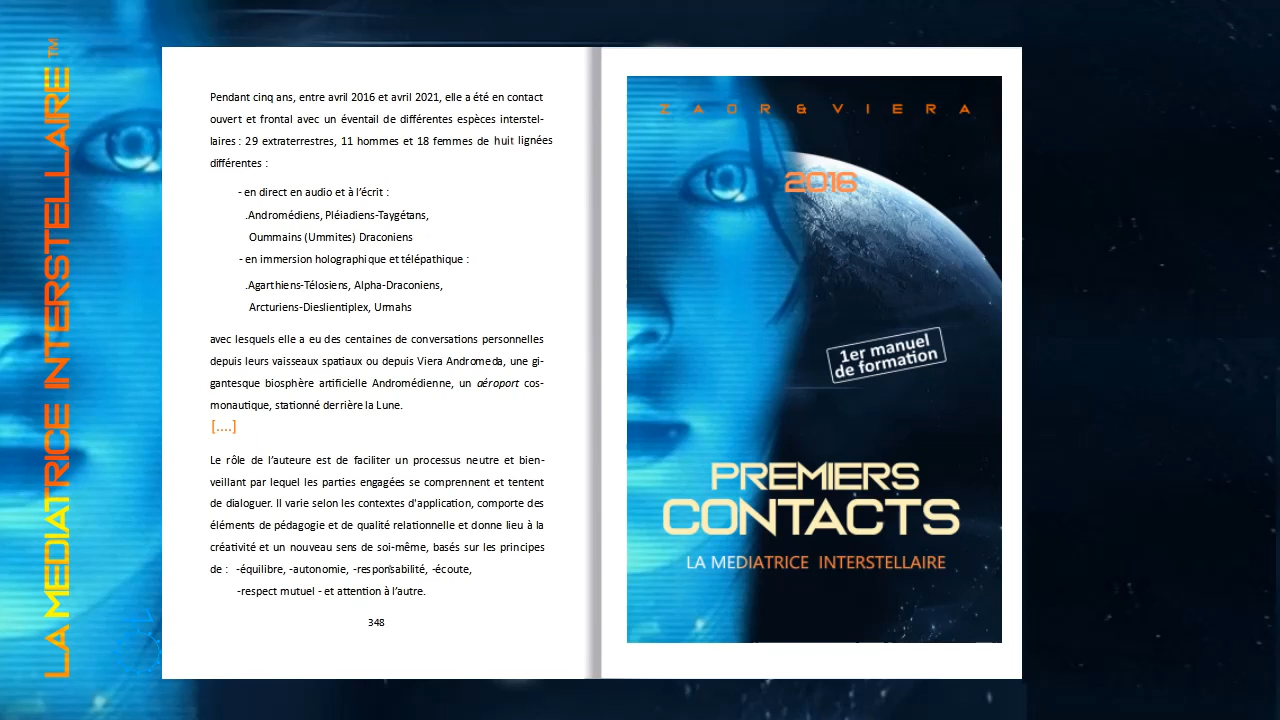 LA MEDIATRICE INTERSTELLAIRE™
Pendant cinq ans, entre avril 2016 et avril 2021, elle a été en contact
ouvert et frontal avec un éventail de différentes espèces interstel-
laires : 29 extraterrestres, 11 hommes et 18 femmes de huit lignées
différentes :
- en direct en audio et à l'écrit :
.Andromédiens, Pléiadiens-Taygétans,
Oummains (Ummites) Draconiens
- en immersion holographique et télépathique :
.Agarthiens-Télosiens, Alpha-Draconiens,
Arcturiens-Dieslientiplex, Urmahs
avec lesquels elle a eu des centaines de conversations personnelles
depuis leurs vaisseaux spatiaux ou depuis Viera Andromeda, une gi-
gantesque biosphère artificielle Andromédienne, un aéroport cos-
monautique, stationné derrière la Lune.
[....]
Le rôle de l'auteure est de faciliter un processus neutre et bien-
veillant par lequel les parties engagées se comprennent et tentent
de dialoguer. Il varie selon les contextes d'application, comporte des
éléments de pédagogie et de qualité relationnelle et donne lieu à la
créativité et un nouveau sens de soi-même, basés sur les principes
de : -équilibre, -autonomie, -responsabilité, -écoute,
-respect mutuel - et attention à l'autre.
348
ZAOR&VIERA
2016
1er manuel
de formation
PREMIERS
CONTACTS
LA MEDIATRICE INTERSTELLAIRE